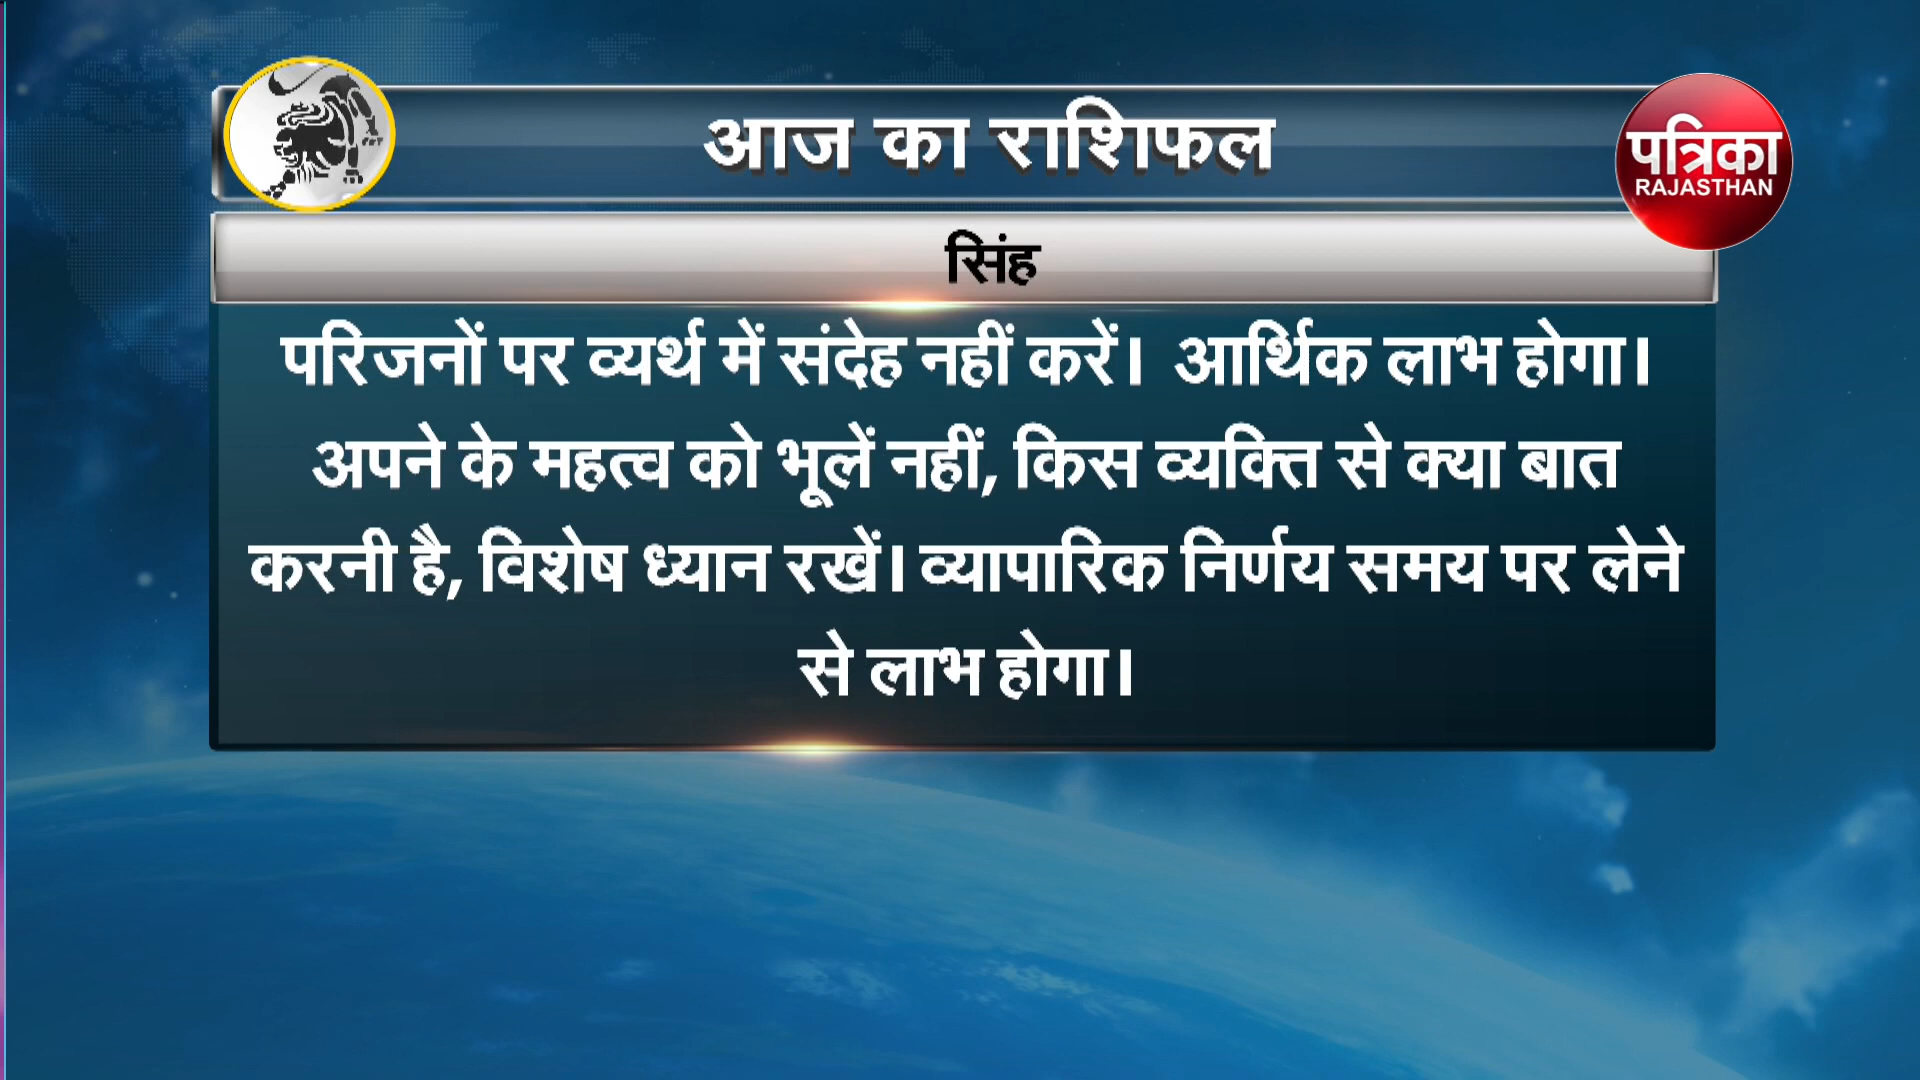 आज का राशिफल
पत्रिका
RAJASTHAN
सिंह
परिजनों पर व्यर्थ में संदेह नहीं करें। आर्थिक लाभ होगा।
अपने के महत्व को भूलें नहीं, किस व्यक्ति से क्या बात
करनी है, विशेष ध्यान रखें। व्यापारिक निर्णय समय पर लेने
से लाभ होगा।